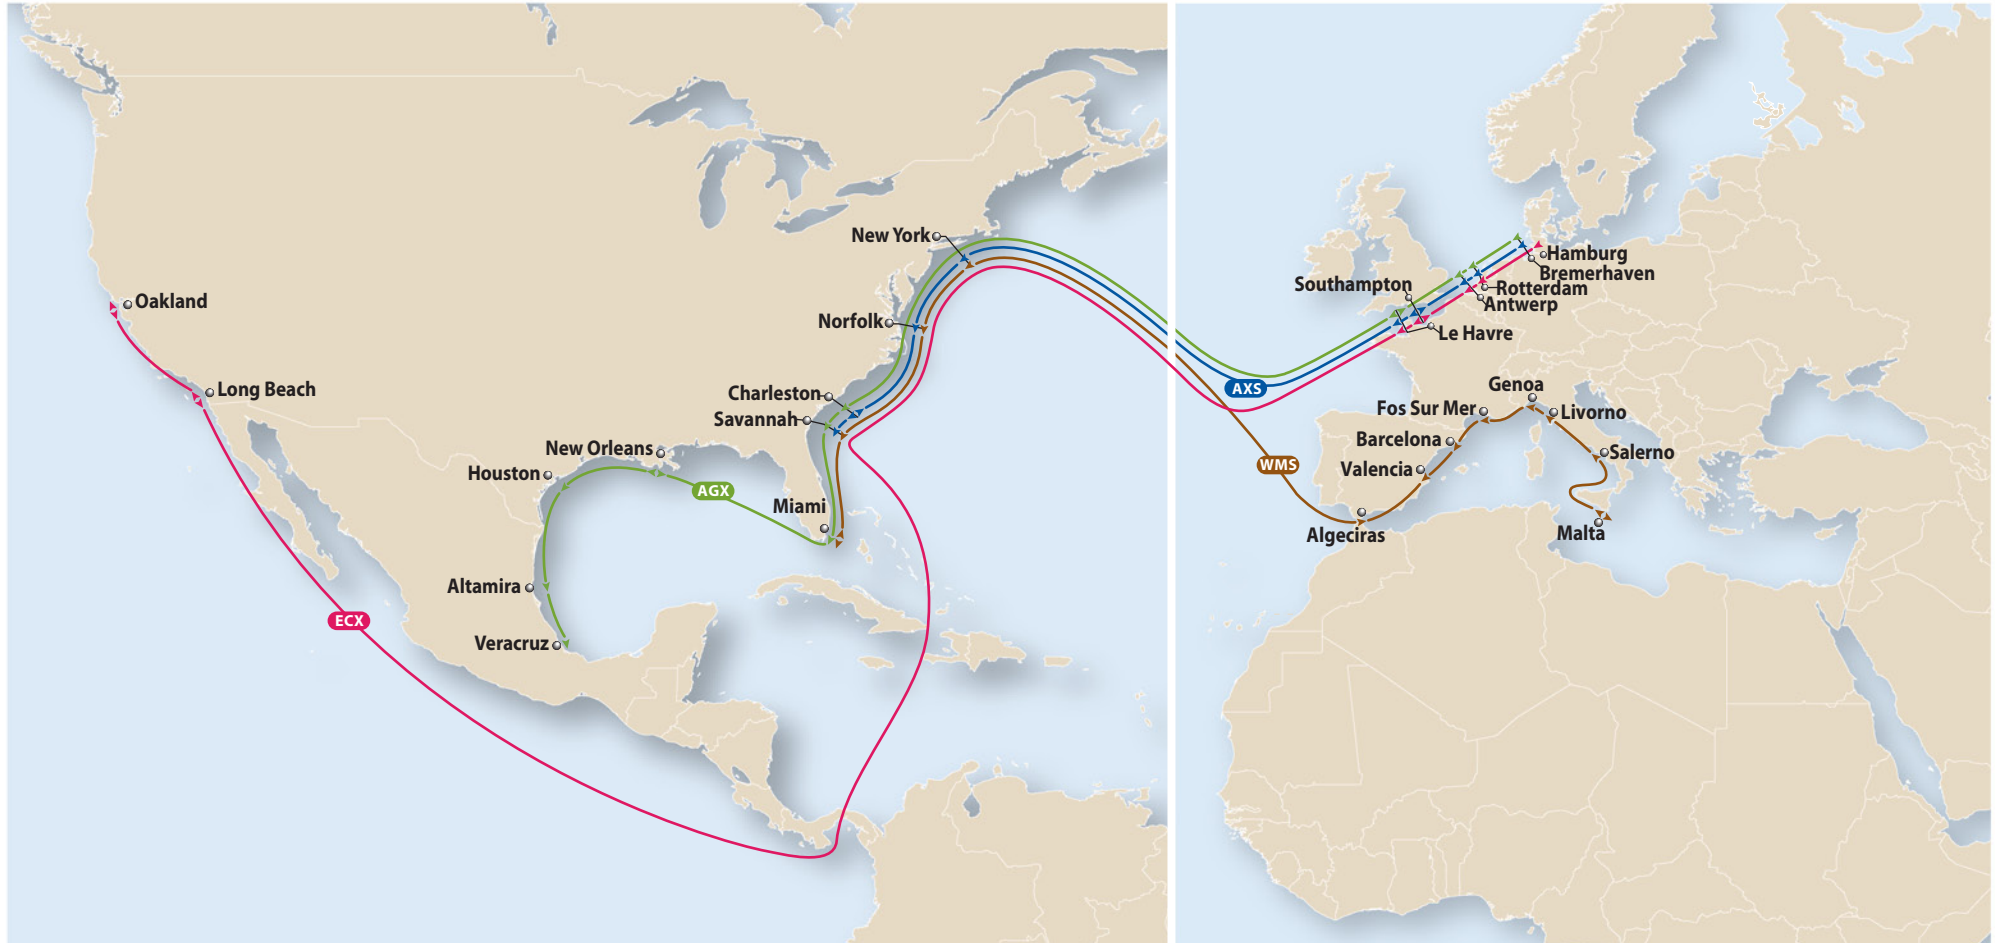 New York
Oakland
Norfolk
Long Beach
Charleston
Savannah
New Orleans
Houston
AGX
Miami
Altamira
ECX
Veracruz
Hamburg
Bremerhaven
Southampton
Rotterdam
Antwerp
Le Havre
AXS
Genoa
Fos Sur Mer
Livorno
Barcelona
Salerno
WMS
Valencia
Algeciras
Malta